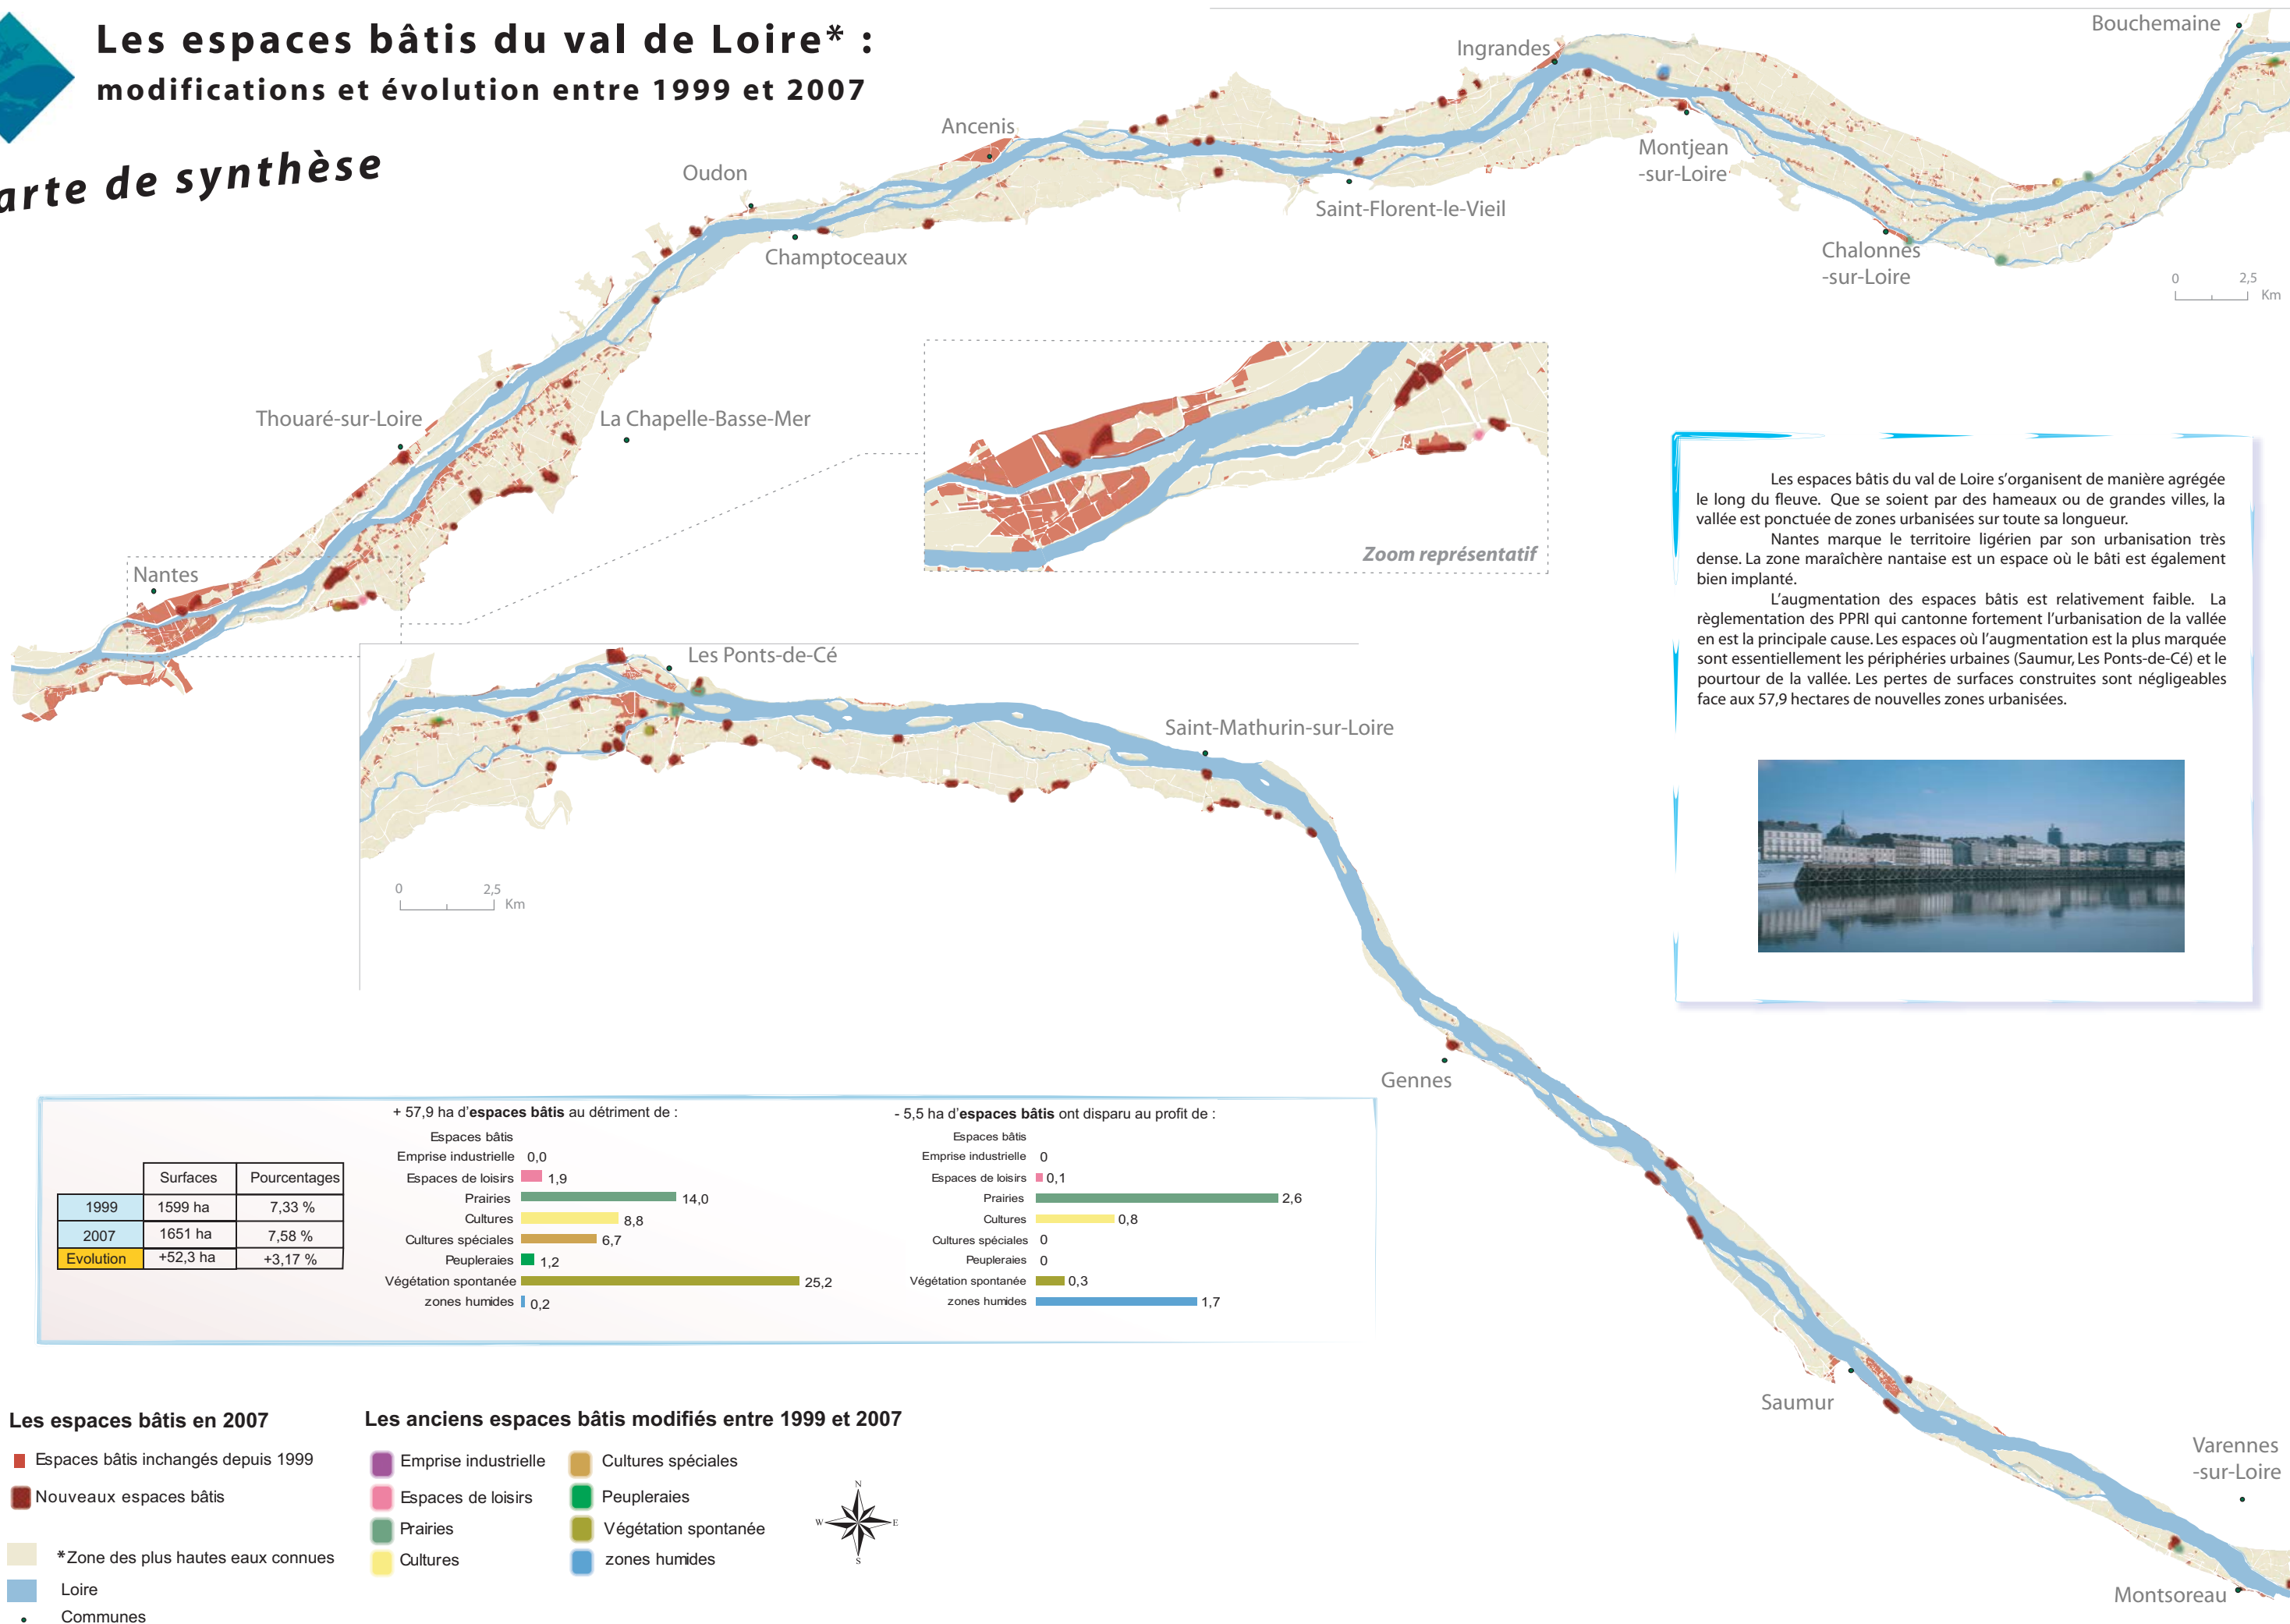 Les espaces bâtis du val de Loire* :
modifications et évolution entre 1999 et 2007
arte de synthèse
Bouchemaine
Ingrandes
Ancenis
Oudon
Montjean
-sur-Loire
Saint-Florent-le-Vieil
Champtoceaux
Chalonnes
-sur-Loire
0 2,5
Km
Thouaré-sur-Loire
La Chapelle-Basse-Mer
Zoom représentatif
Nantes
Les espaces bâtis du val de Loire s’organisent de manière agrégée
le long du fleuve. Que se soient par des hameaux ou de grandes villes, la
vallée est ponctuée de zones urbanisées sur toute sa longueur.
Nantes marque le territoire ligérien par son urbanisation très
dense. La zone maraîchère nantaise est un espace où le bâti est également
bien implanté.
L’augmentation des espaces bâtis est relativement faible. La
règlementation des PPRI qui cantonne fortement l’urbanisation de la vallée
en est la principale cause. Les espaces où l’augmentation est la plus marquée
sont essentiellement les périphéries urbaines (Saumur, Les Ponts-de-Cé) et le
pourtour de la vallée. Les pertes de surfaces construites sont négligeables
face aux 57,9 hectares de nouvelles zones urbanisées.
Les Ponts-de-Cé
Saint-Mathurin-sur-Loire
0 2,5
Km
Gennes
Saumur
Varennes
-sur-Loire
Montsoreau
Surfaces Pourcentages
1999 1599 ha 7,33 %
2007 1651 ha 7,58 %
Evolution +52,3 ha +3,17 %
+ 57,9 ha d’espaces bâtis au détriment de :
Espaces bâtis
Emprise industrielle 0,0
Espaces de loisirs 1,9
Prairies 14,0
Cultures 8,8
Cultures spéciales 6,7
Peupleraies 1,2
Végétation spontanée 25,2
zones humides 0,2
- 5,5 ha d’espaces bâtis ont disparu au profit de :
Espaces bâtis
Emprise industrielle 0
Espaces de loisirs 0,1
Prairies 2,6
Cultures 0,8
Cultures spéciales 0
Peupleraies 0
Végétation spontanée 0,3
zones humides 1,7
Les espaces bâtis en 2007
Espaces bâtis inchangés depuis 1999
Nouveaux espaces bâtis
*Zone des plus hautes eaux connues
Loire
Communes
Les anciens espaces bâtis modifiés entre 1999 et 2007
Emprise industrielle
Espaces de loisirs
Prairies
Cultures
Cultures spéciales
Peupleraies
Végétation spontanée
zones humides
N
W E
S